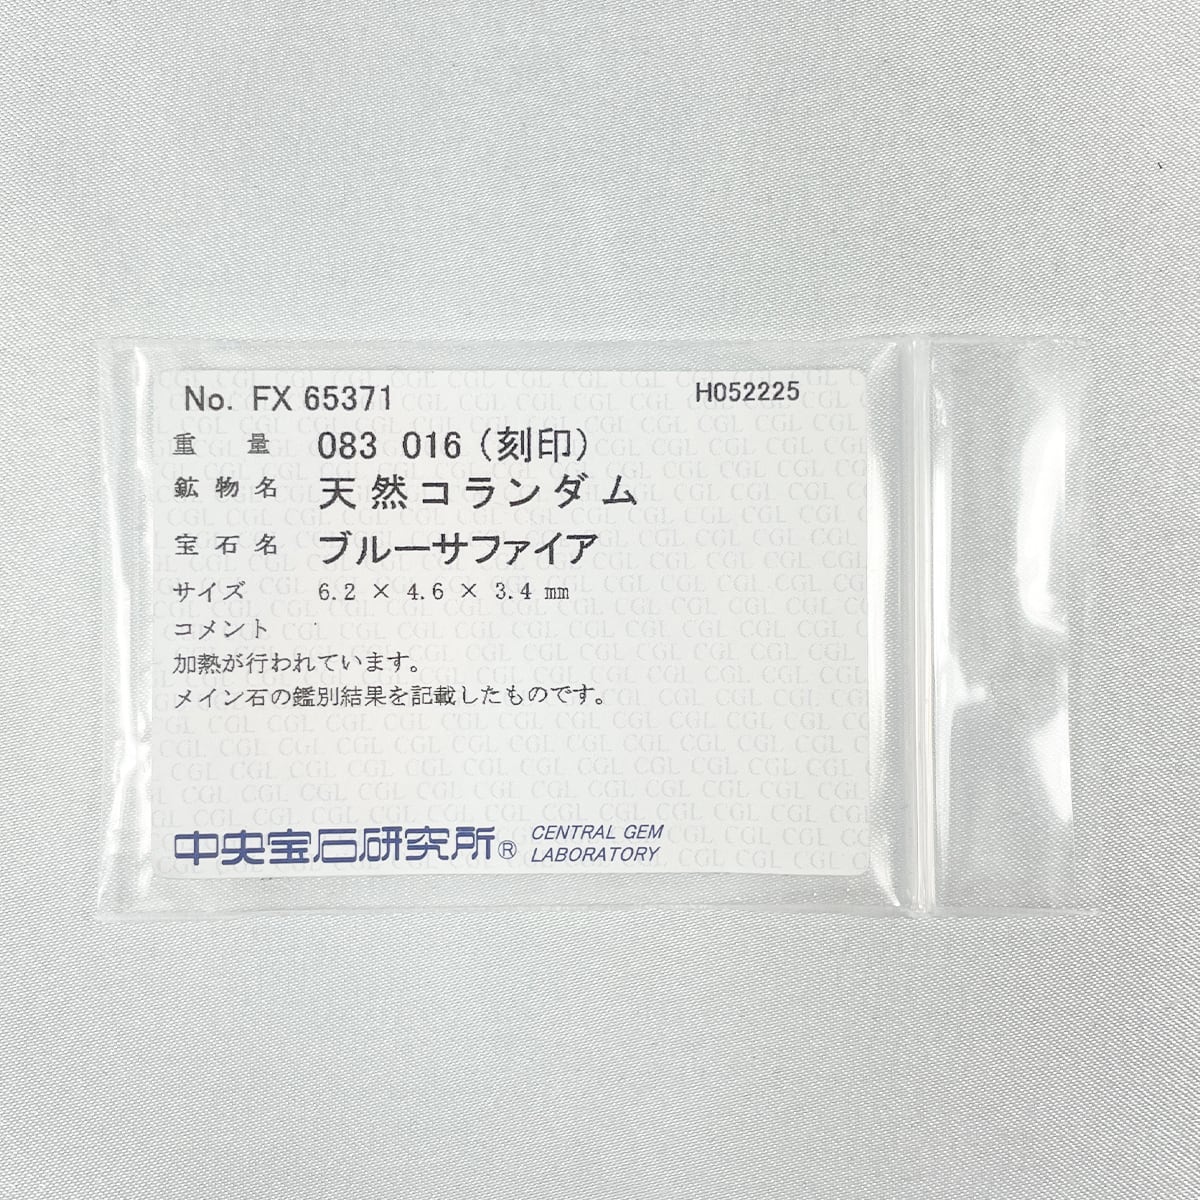 No. FX 65371 H052225
重量 083 016 (刻印)
鉱物名 天然コランダム
宝石名 ブルーサファイア
サイズ 6.2 × 4.6 × 3.4 mm
コメント
加熱が行われています。
メイン石の鑑別結果を記載したものです。
中央宝石研究所® CENTRAL GEM
LABORATORY